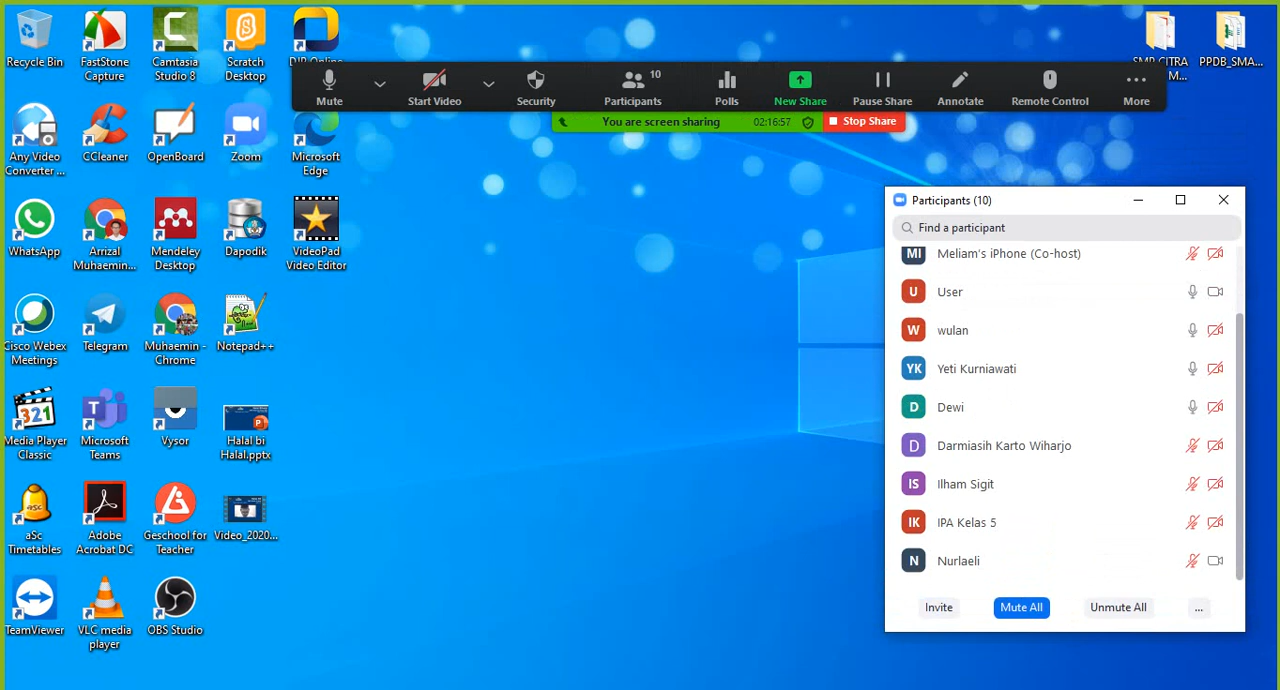 Recycle Bin
FastStone
Capture
Camtasia
Studio 8
Scratch
Desktop
DJP Online
SMP CITRA
M...
PPDB_SMA...
Mute
Start Video
Security
Participants
10
Polls
New Share
Pause Share
Annotate
Remote Control
More
You are screen sharing
02:16:57
Stop Share
Any Video
Converter ...
CCleaner
OpenBoard
Zoom
Microsoft
Edge
WhatsApp
Arrizal
Muhaemin...
Mendeley
Desktop
Dapodik
VideoPad
Video Editor
Cisco Webex
Meetings
Telegram
Muhaemin -
Chrome
Notepad++
321
Media Player
Classic
Microsoft
Teams
Vysor
Halal bi
Halal.pptx
aSc
aSc
Timetables
Adobe
Acrobat DC
Geschool for
Teacher
Video_2020...
TeamViewer
VLC media
player
OBS Studio
Participants (10)
Find a participant
MI Meliam's iPhone (Co-host)
U User
W wulan
YK Yeti Kurniawati
D Dewi
D Darmiasih Karto Wiharjo
IS Ilham Sigit
IK IPA Kelas 5
N Nurlaeli
Invite
Mute All
Unmute All
...